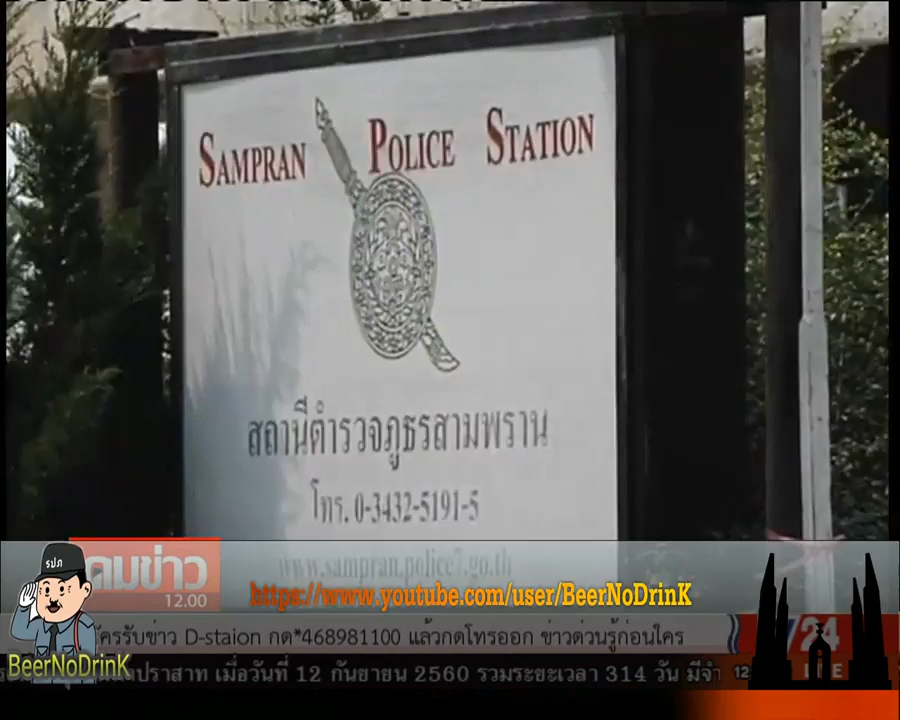 SAMPRAN POLICE STATION
สถานีตำรวจภูธรสามพราน
โทร. 0-3432-5191-5
www.sampran.police7.go.th
รปภ
คมข่าว
12.00
https://www.youtube.com/user/BeerNoDrinK
ครรับข่าว D-staion กด*468981100 แล้วกดโทรออก ข่าวด่วนรู้ก่อนใคร
/24
BeerNoDrinK
ปราสาท เมื่อวันที่ 12 กันยายน 2560 รวมระยะเวลา 314 วัน มีจำ